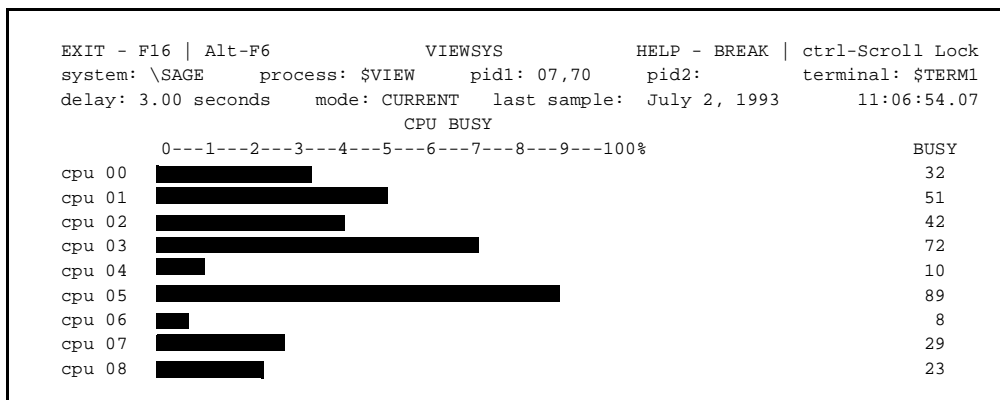 EXIT - F16 | Alt-F6 VIEWSYS HELP - BREAK | ctrl-Scroll Lock
system: \SAGE process: $VIEW pid1: 07,70 pid2: terminal: $TERM1
delay: 3.00 seconds mode: CURRENT last sample: July 2, 1993 11:06:54.07
CPU BUSY
0---1---2---3---4---5---6---7---8---9---100% BUSY
cpu 00 32
cpu 01 51
cpu 02 42
cpu 03 72
cpu 04 10
cpu 05 89
cpu 06 8
cpu 07 29
cpu 08 23